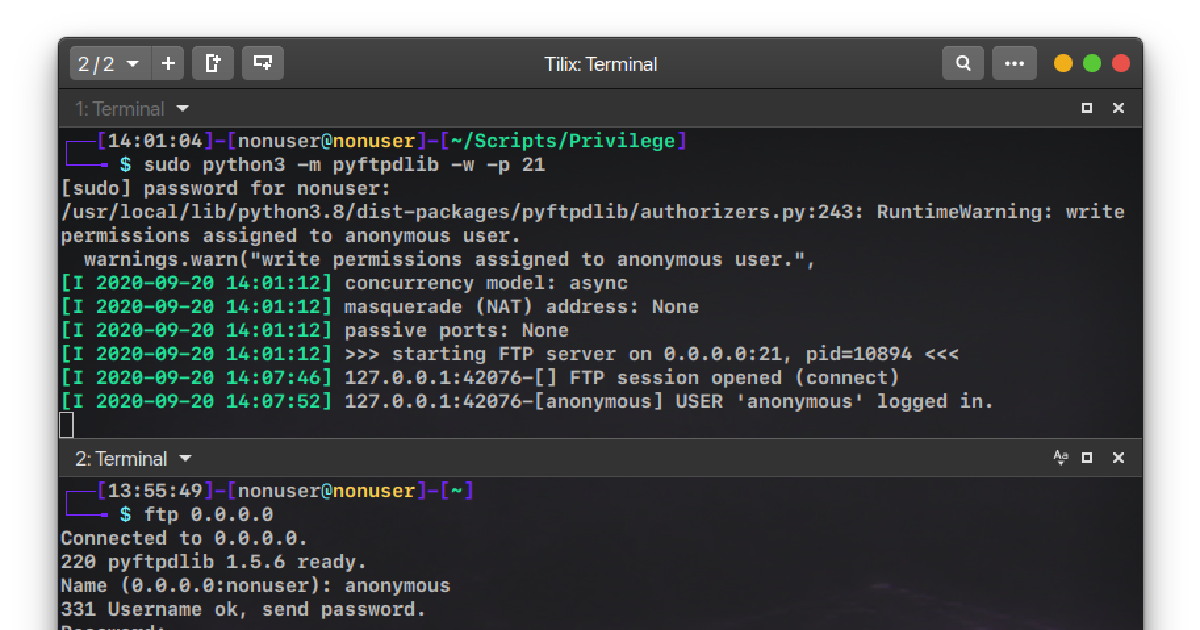 2 / 2 +
Tilix: Terminal
1: Terminal
[14:01:04]-[nonuser@nonuser]-[~/Scripts/Privilege]
$ sudo python3 -m pyftpdlib -w -p 21
[sudo] password for nonuser:
/usr/local/lib/python3.8/dist-packages/pyftpdlib/authorizers.py:243: RuntimeWarning: write
permissions assigned to anonymous user.
warnings.warn("write permissions assigned to anonymous user.",
[I 2020-09-20 14:01:12] concurrency model: async
[I 2020-09-20 14:01:12] masquerade (NAT) address: None
[I 2020-09-20 14:01:12] passive ports: None
[I 2020-09-20 14:01:12] >>> starting FTP server on 0.0.0.0:21, pid=10894 <<<
[I 2020-09-20 14:07:46] 127.0.0.1:42076-[] FTP session opened (connect)
[I 2020-09-20 14:07:52] 127.0.0.1:42076-[anonymous] USER 'anonymous' logged in.
2: Terminal
[13:55:49]-[nonuser@nonuser]-[~]
$ ftp 0.0.0.0
Connected to 0.0.0.0.
220 pyftpdlib 1.5.6 ready.
Name (0.0.0.0:nonuser): anonymous
331 Username ok, send password.
Password: